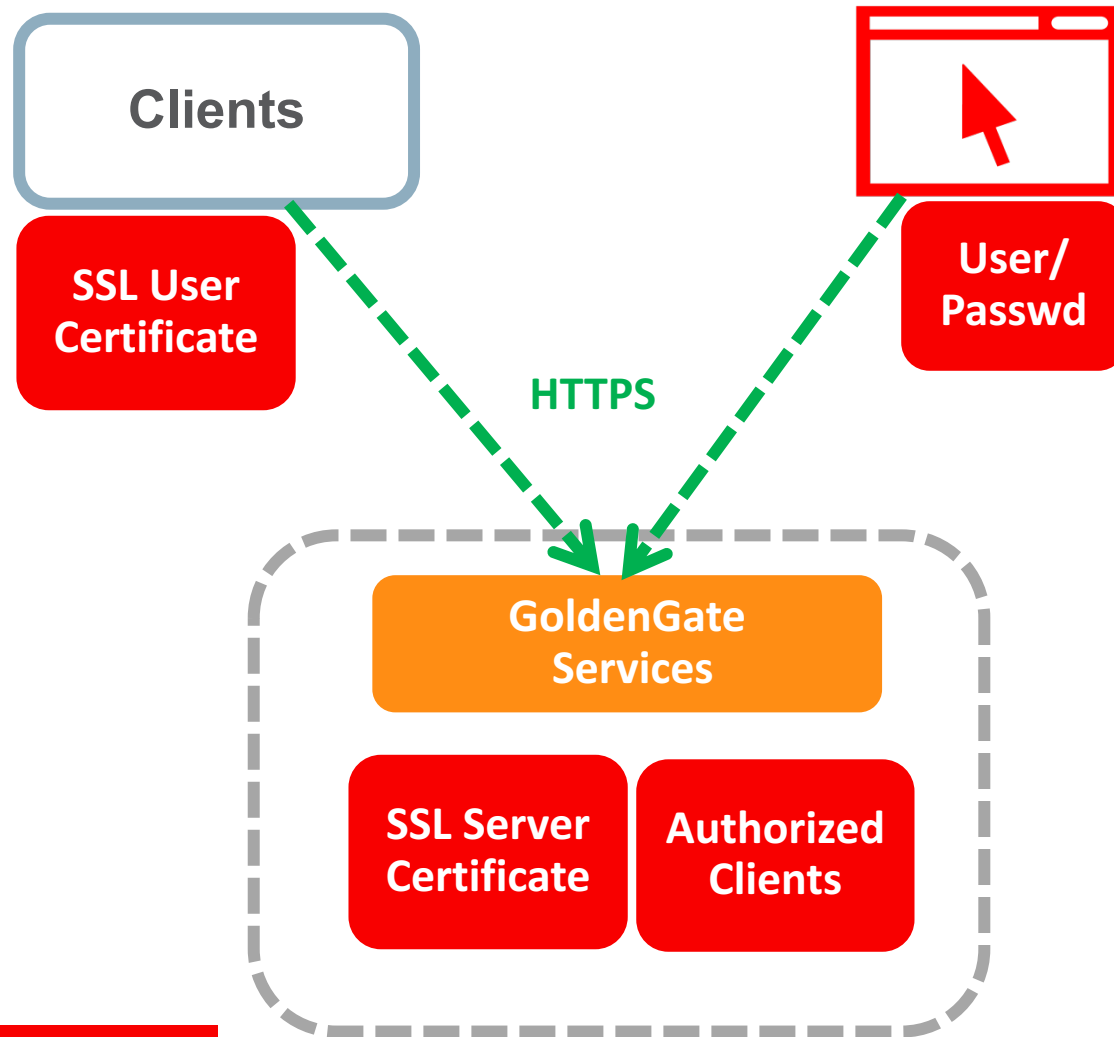 Clients
SSL User
Certificate
User/
Passwd
HTTPS
GoldenGate
Services
SSL Server
Certificate
Authorized
Clients